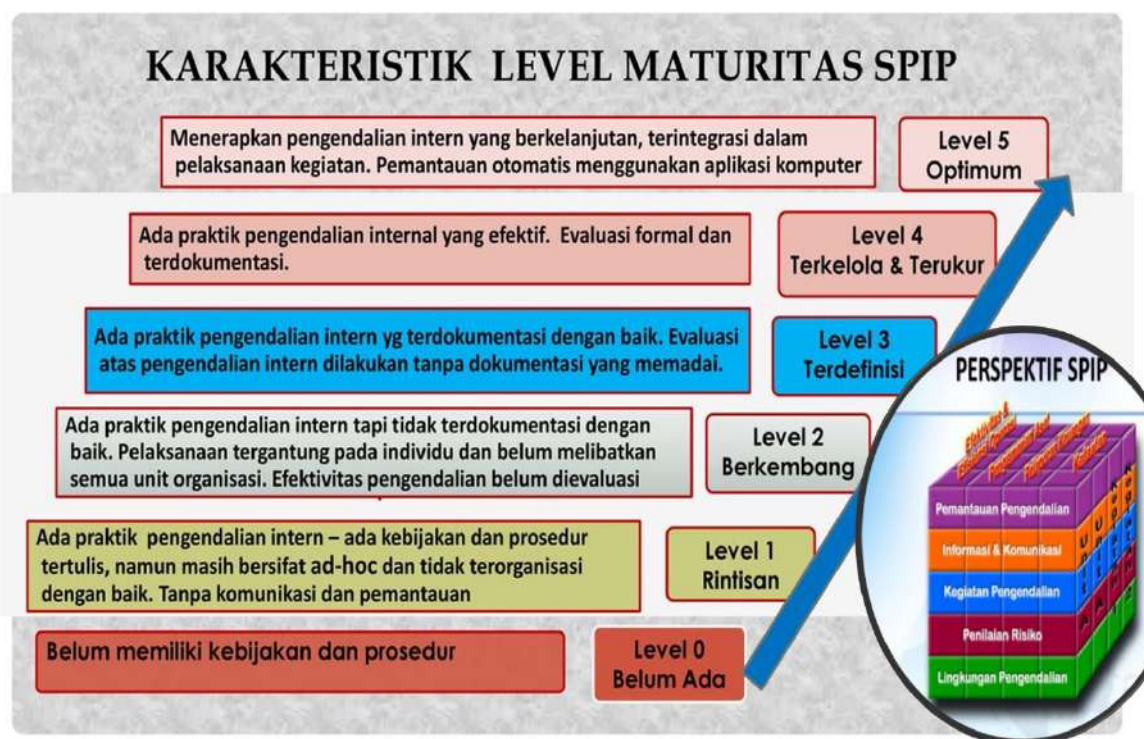 KARAKTERISTIK LEVEL MATURITAS SPIP
Menerapkan pengendalian intern yang berkelanjutan, terintegrasi dalam
pelaksanaan kegiatan. Pemantauan otomatis menggunakan aplikasi komputer
Level 5
Optimum
Ada praktik pengendalian internal yang efektif. Evaluasi formal dan
terdokumentasi.
Level 4
Terkelola & Terukur
Ada praktik pengendalian intern yg terdokumentasi dengan baik. Evaluasi
atas pengendalian intern dilakukan tanpa dokumentasi yang memadai.
Level 3
Terdefinisi
Ada praktik pengendalian intern tapi tidak terdokumentasi dengan
baik. Pelaksanaan tergantung pada individu dan belum melibatkan
semua unit organisasi. Efektivitas pengendalian belum dievaluasi
Level 2
Berkembang
Ada praktik pengendalian intern – ada kebijakan dan prosedur
tertulis, namun masih bersifat ad-hoc dan tidak terorganisasi
dengan baik. Tanpa komunikasi dan pemantauan
Level 1
Rintisan
Belum memiliki kebijakan dan prosedur
Level 0
Belum Ada
PERSPEKTIF SPIP
Pemantauan Pengendalian
Informasi & Komunikasi
Kegiatan Pengendalian
Penilaian Risiko
Lingkungan Pengendalian